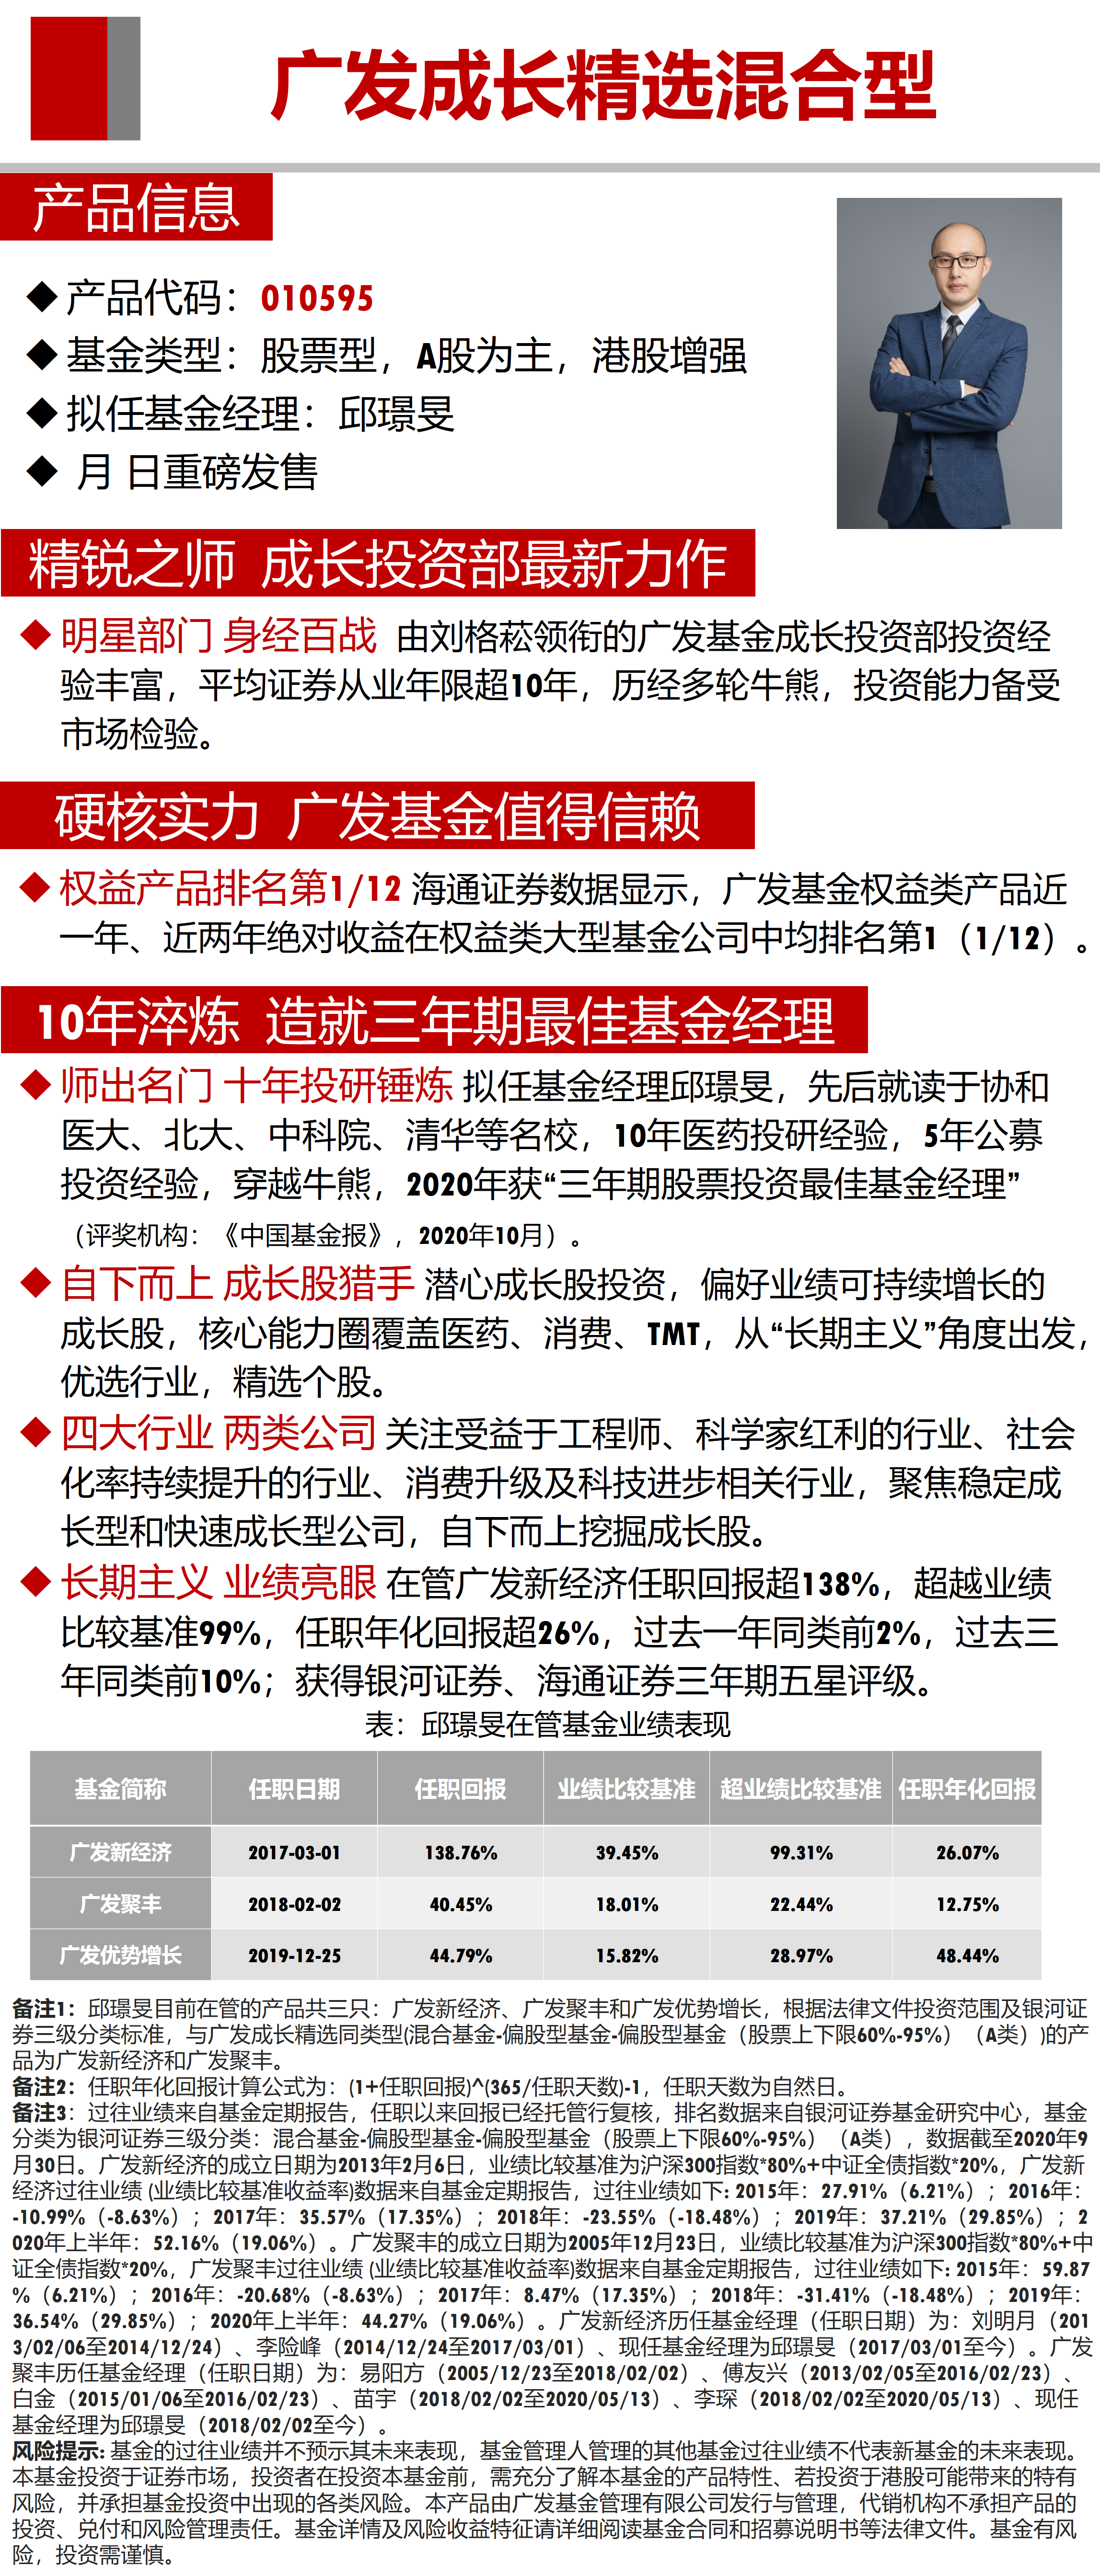 广发成长精选混合型
产品信息
◆ 产品代码：010595
◆ 基金类型：股票型，A股为主，港股增强
◆ 拟任基金经理：邱璟旻
◆ 月 日重磅发售
精锐之师 成长投资部最新力作
◆ 明星部门 身经百战 由刘格菘领衔的广发基金成长投资部投资经
验丰富，平均证券从业年限超10年，历经多轮牛熊，投资能力备受
市场检验。
硬核实力 广发基金值得信赖
◆ 权益产品排名第1/12 海通证券数据显示，广发基金权益类产品近
一年、近两年绝对收益在权益类大型基金公司中均排名第1（1/12）。
10年淬炼 造就三年期最佳基金经理
◆ 师出名门 十年投研锤炼 拟任基金经理邱璟旻，先后就读于协和
医大、北大、中科院、清华等名校，10年医药投研经验，5年公募
投资经验，穿越牛熊，2020年获“三年期股票投资最佳基金经理”
（评奖机构：《中国基金报》，2020年10月）。
◆ 自下而上 成长股猎手 潜心成长股投资，偏好业绩可持续增长的
成长股，核心能力圈覆盖医药、消费、TMT，从“长期主义”角度出发，
优选行业，精选个股。
◆ 四大行业 两类公司 关注受益于工程师、科学家红利的行业、社会
化率持续提升的行业、消费升级及科技进步相关行业，聚焦稳定成
长型和快速成长型公司，自下而上挖掘成长股。
◆ 长期主义 业绩亮眼 在管广发新经济任职回报超138%，超越业绩
比较基准99%，任职年化回报超26%，过去一年同类前2%，过去三
年同类前10%；获得银河证券、海通证券三年期五星评级。
表：邱璟旻在管基金业绩表现
基金简称 任职日期 任职回报 业绩比较基准 超业绩比较基准 任职年化回报
广发新经济 2017-03-01 138.76% 39.45% 99.31% 26.07%
广发聚丰 2018-02-02 40.45% 18.01% 22.44% 12.75%
广发优势增长 2019-12-25 44.79% 15.82% 28.97% 48.44%
备注1：邱璟旻目前在管的产品共三只：广发新经济、广发聚丰和广发优势增长，根据法律文件投资范围及银河证
券三级分类标准，与广发成长精选同类型(混合基金-偏股型基金-偏股型基金（股票上下限60%-95%）（A类）)的产
品为广发新经济和广发聚丰。
备注2：任职年化回报计算公式为：(1+任职回报)^(365/任职天数)-1，任职天数为自然日。
备注3：过往业绩来自基金定期报告，任职以来回报已经托管行复核，排名数据来自银河证券基金研究中心，基金
分类为银河证券三级分类：混合基金-偏股型基金-偏股型基金（股票上下限60%-95%）（A类），数据截至2020年9
月30日。广发新经济的成立日期为2013年2月6日，业绩比较基准为沪深300指数*80%+中证全债指数*20%，广发新
经济过往业绩 (业绩比较基准收益率)数据来自基金定期报告，过往业绩如下: 2015年：27.91%（6.21%）；2016年：
-10.99%（-8.63%）；2017年：35.57%（17.35%）；2018年：-23.55%（-18.48%）；2019年：37.21%（29.85%）；2
020年上半年：52.16%（19.06%）。广发聚丰的成立日期为2005年12月23日，业绩比较基准为沪深300指数*80%+中
证全债指数*20%，广发聚丰过往业绩 (业绩比较基准收益率)数据来自基金定期报告，过往业绩如下: 2015年：59.87
%（6.21%）；2016年：-20.68%（-8.63%）；2017年：8.47%（17.35%）；2018年：-31.41%（-18.48%）；2019年：
36.54%（29.85%）；2020年上半年：44.27%（19.06%）。广发新经济历任基金经理（任职日期）为：刘明月（201
3/02/06至2014/12/24）、李险峰（2014/12/24至2017/03/01）、现任基金经理为邱璟旻（2017/03/01至今）。广发
聚丰历任基金经理（任职日期）为：易阳方（2005/12/23至2018/02/02）、傅友兴（2013/02/05至2016/02/23）、
白金（2015/01/06至2016/02/23）、苗宇（2018/02/02至2020/05/13）、李琛（2018/02/02至2020/05/13）、现任
基金经理为邱璟旻（2018/02/02至今）。
风险提示: 基金的过往业绩并不预示其未来表现，基金管理人管理的其他基金过往业绩不代表新基金的未来表现。
本基金投资于证券市场，投资者在投资本基金前，需充分了解本基金的产品特性、若投资于港股可能带来的特有
风险，并承担基金投资中出现的各类风险。本产品由广发基金管理有限公司发行与管理，代销机构不承担产品的
投资、兑付和风险管理责任。基金详情及风险收益特征请详细阅读基金合同和招募说明书等法律文件。基金有风
险，投资需谨慎。